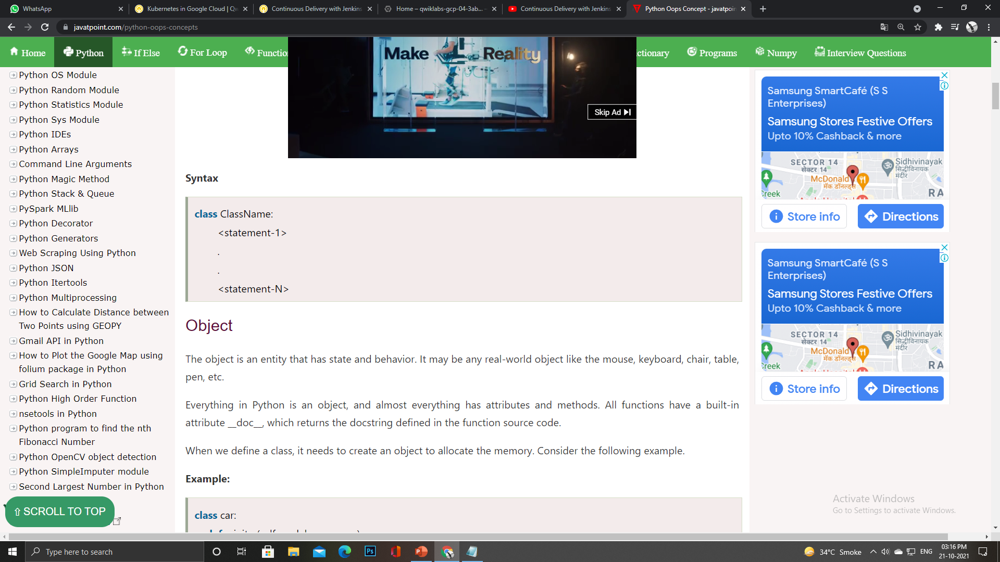 WhatsApp
Kubernetes in Google Cloud | Qw
Continuous Delivery with Jenkins
Home – qwiklabs-gcp-04-3ab... –
Continuous Delivery with Jenkins
Python Oops Concept - javatpoin
javatpoint.com/python-oops-concepts
Home
Python
If Else
For Loop
Functio
ctionary
Programs
Numpy
Interview Questions
Make Reality
Skip Ad
Python OS Module
Python Random Module
Python Statistics Module
Python Sys Module
Python IDEs
Python Arrays
Command Line Arguments
Python Magic Method
Python Stack & Queue
PySpark MLlib
Python Decorator
Python Generators
Web Scraping Using Python
Python JSON
Python Itertools
Python Multiprocessing
How to Calculate Distance between
Two Points using GEOPY
Gmail API in Python
How to Plot the Google Map using
folium package in Python
Grid Search in Python
Python High Order Function
nsetools in Python
Python program to find the nth
Fibonacci Number
Python OpenCV object detection
Python SimpleImputer module
Second Largest Number in Python
⇧ SCROLL TO TOP
Syntax
class ClassName:
<statement-1>
.
.
<statement-N>
Object
The object is an entity that has state and behavior. It may be any real-world object like the mouse, keyboard, chair, table,
pen, etc.
Everything in Python is an object, and almost everything has attributes and methods. All functions have a built-in
attribute __doc__, which returns the docstring defined in the function source code.
When we define a class, it needs to create an object to allocate the memory. Consider the following example.
Example:
class car:
Samsung SmartCafé (S S
Enterprises)
Samsung Stores Festive Offers
Upto 10% Cashback & more
SECTOR 14
सेक्टर 14
Sidhivinayak
सिद्धीविनायक
मंदीर
McDonald
मॅक डॉनल्ड्स
Creek
RA
Store info
Directions
Samsung SmartCafé (S S
Enterprises)
Samsung Stores Festive Offers
Upto 10% Cashback & more
SECTOR 14
सेक्टर 14
Sidhivinayak
सिद्धीविनायक
मंदीर
McDonald
मॅक डॉनल्ड्स
Creek
RA
Store info
Directions
Activate Windows
Go to Settings to activate Windows.
Type here to search
34°C Smoke
ENG
03:16 PM
21-10-2021